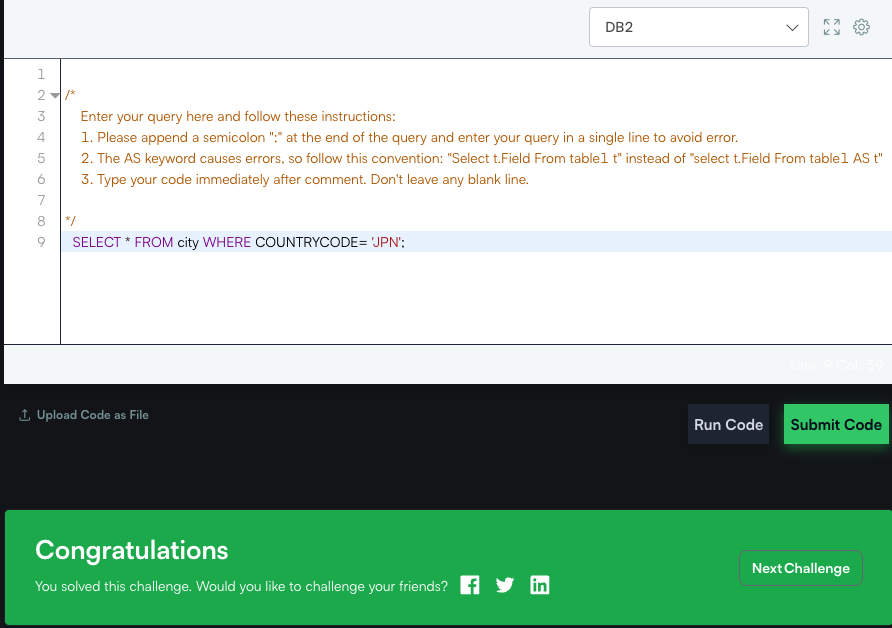 DB2
1
2 /*
3 Enter your query here and follow these instructions:
4 1. Please append a semicolon ";" at the end of the query and enter your query in a single line to avoid error.
5 2. The AS keyword causes errors, so follow this convention: "Select t.Field From table1 t" instead of "select t.Field From table1 AS t"
6 3. Type your code immediately after comment. Don't leave any blank line.
7
8 */
9 SELECT * FROM city WHERE COUNTRYCODE= 'JPN';
Line: 9 Col: 39
Upload Code as File
Run Code
Submit Code
Congratulations
You solved this challenge. Would you like to challenge your friends?
Next Challenge